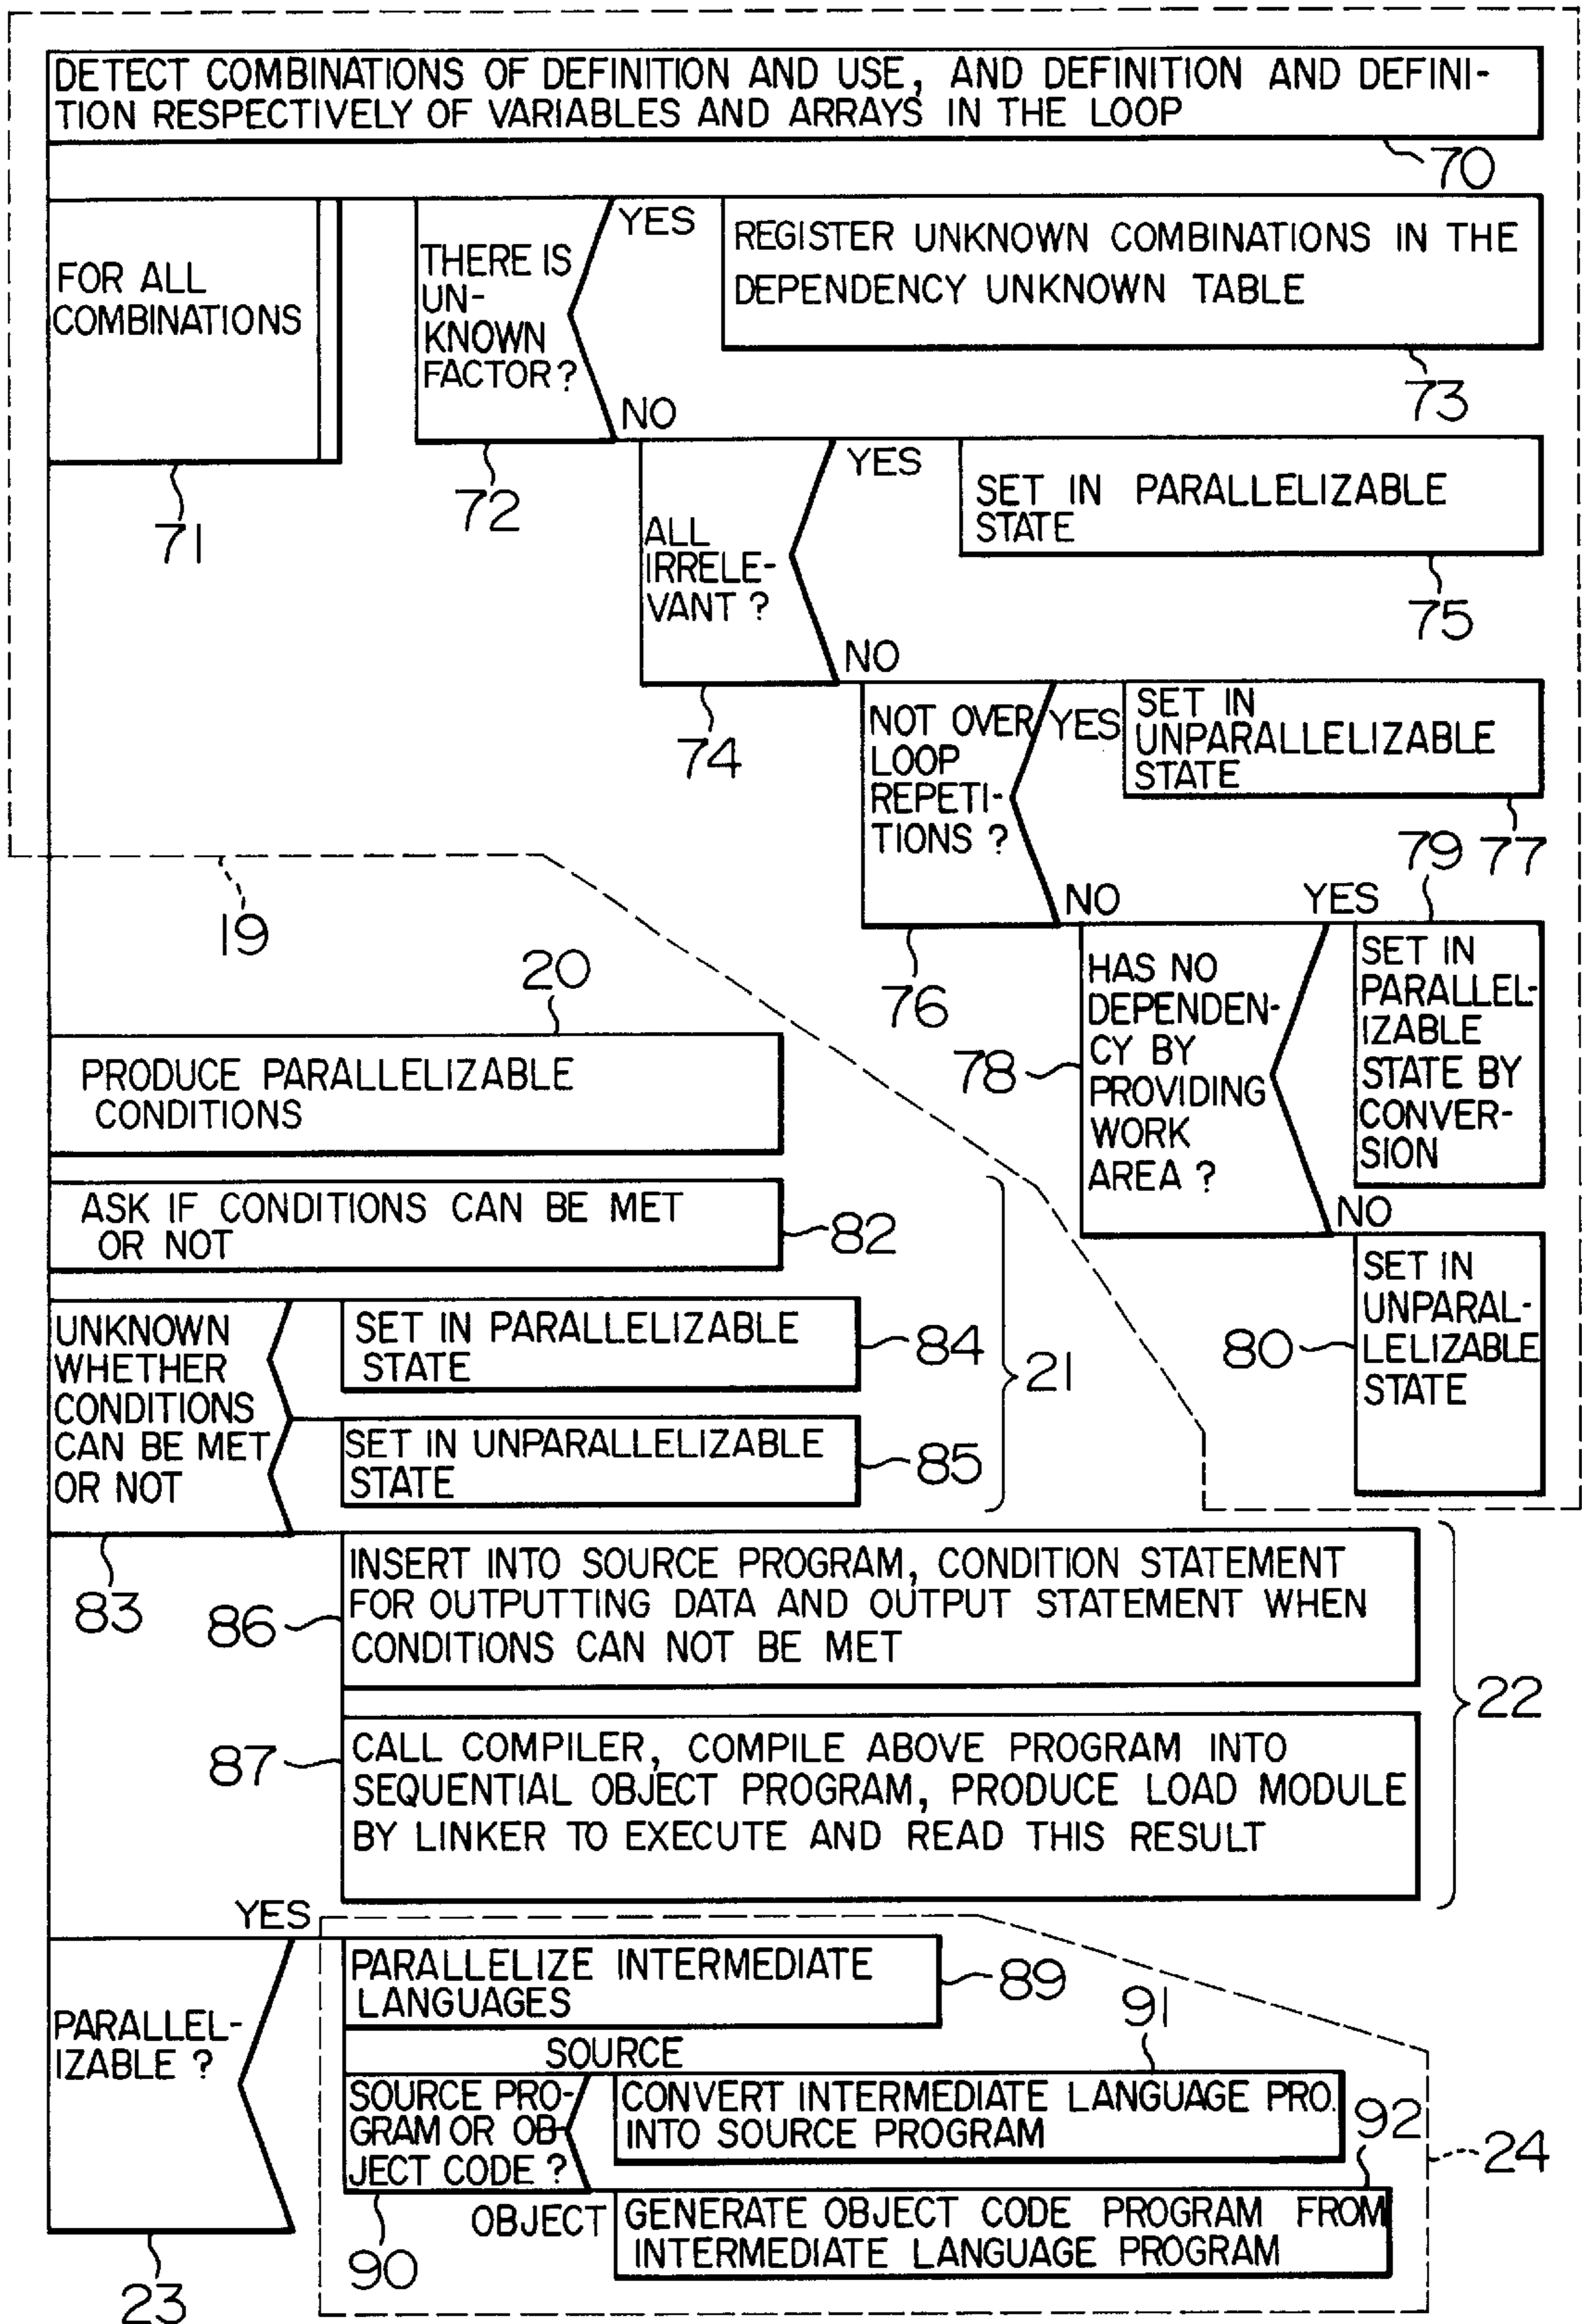 DETECT COMBINATIONS OF DEFINITION AND USE, AND DEFINITION AND DEFINI-
TION RESPECTIVELY OF VARIABLES AND ARRAYS IN THE LOOP
70
FOR ALL
COMBINATIONS
71
THERE IS
UN-
KNOWN
FACTOR?
72
YES
REGISTER UNKNOWN COMBINATIONS IN THE
DEPENDENCY UNKNOWN TABLE
73
NO
ALL
IRRELE-
VANT ?
74
YES
SET IN PARALLELIZABLE
STATE
75
NO
NOT OVER
LOOP
REPETI-
TIONS ?
76
YES
SET IN
UNPARALLELIZABLE
STATE
77
NO
HAS NO
DEPENDEN-
CY BY
PROVIDING
WORK
AREA ?
78
YES
79
SET IN
PARALLEL-
IZABLE
STATE BY
CONVER-
SION
NO
SET IN
UNPARAL-
LELIZABLE
STATE
80
19
20
PRODUCE PARALLELIZABLE
CONDITIONS
ASK IF CONDITIONS CAN BE MET
OR NOT
82
UNKNOWN
WHETHER
CONDITIONS
CAN BE MET
OR NOT
83
SET IN PARALLELIZABLE
STATE
84
SET IN UNPARALLELIZABLE
STATE
85
21
INSERT INTO SOURCE PROGRAM, CONDITION STATEMENT
FOR OUTPUTTING DATA AND OUTPUT STATEMENT WHEN
CONDITIONS CAN NOT BE MET
86
CALL COMPILER, COMPILE ABOVE PROGRAM INTO
SEQUENTIAL OBJECT PROGRAM, PRODUCE LOAD MODULE
BY LINKER TO EXECUTE AND READ THIS RESULT
87
22
PARALLEL-
IZABLE ?
23
YES
PARALLELIZE INTERMEDIATE
LANGUAGES
89
SOURCE
SOURCE PRO-
GRAM OR OB-
JECT CODE ?
90
91
CONVERT INTERMEDIATE LANGUAGE PRO.
INTO SOURCE PROGRAM
92
OBJECT
GENERATE OBJECT CODE PROGRAM FROM
INTERMEDIATE LANGUAGE PROGRAM
24